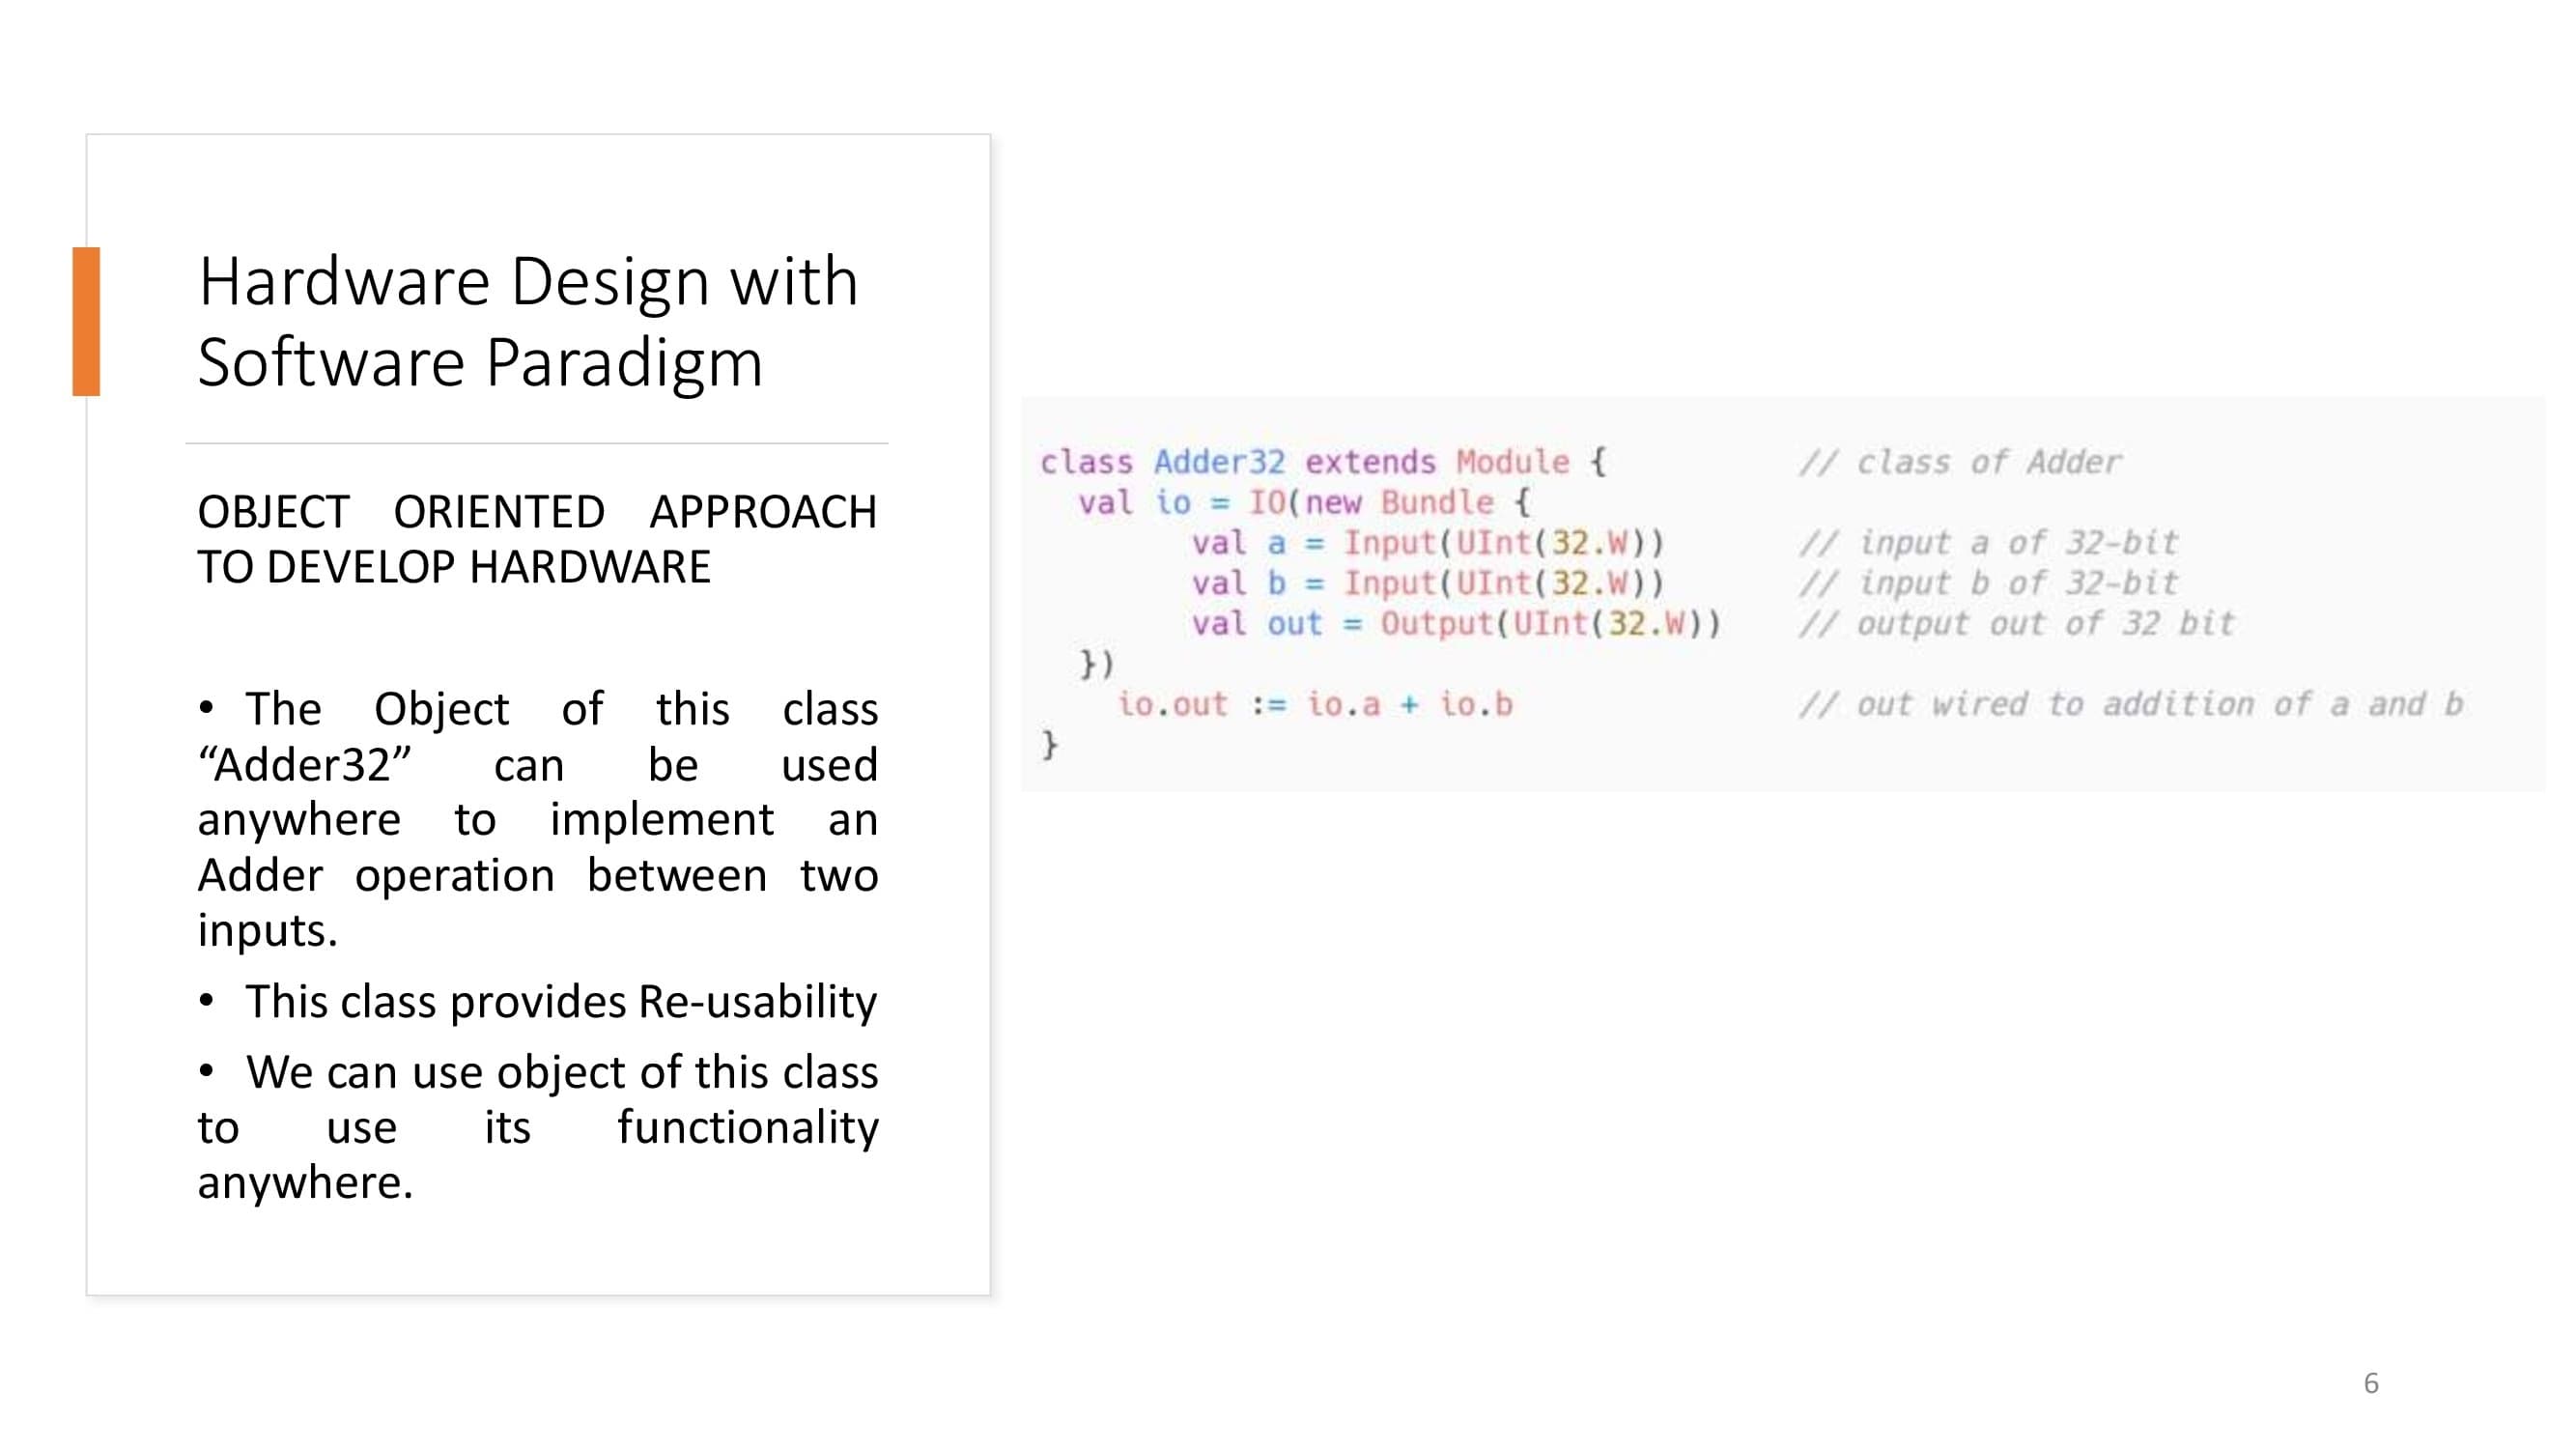 Hardware Design with
Software Paradigm
OBJECT ORIENTED APPROACH
TO DEVELOP HARDWARE
• The Object of this class
“Adder32” can be used
anywhere to implement an
Adder operation between two
inputs.
• This class provides Re-usability
• We can use object of this class
to use its functionality
anywhere.
class Adder32 extends Module { // class of Adder
val io = IO(new Bundle {
val a = Input(UInt(32.W)) // input a of 32-bit
val b = Input(UInt(32.W)) // input b of 32-bit
val out = Output(UInt(32.W)) // output out of 32 bit
})
io.out := io.a + io.b // out wired to addition of a and b
}
6